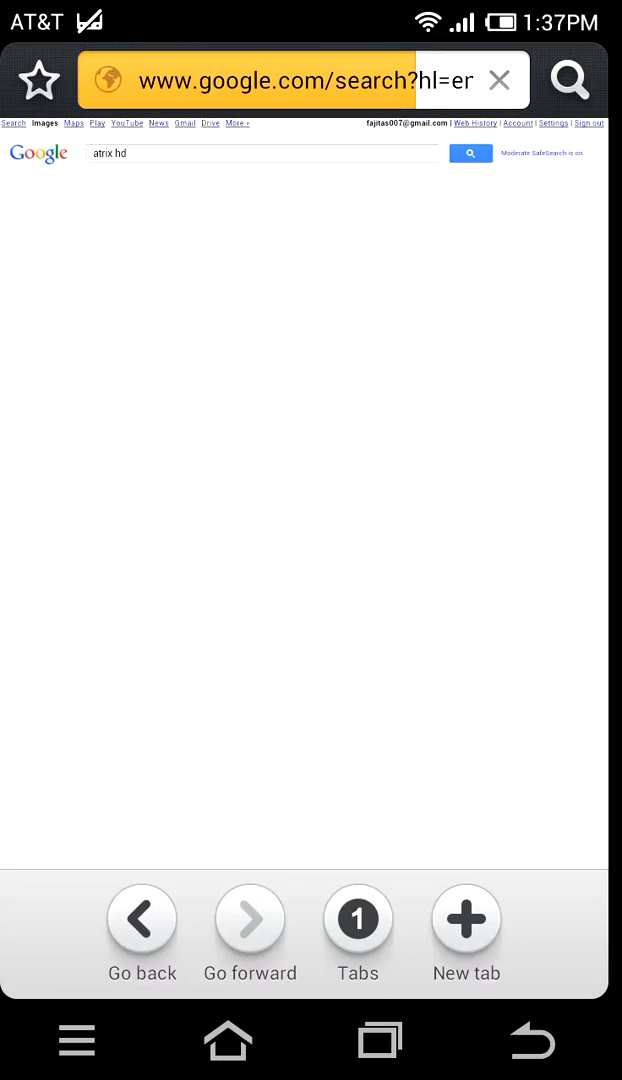 AT&T 1:37PM
www.google.com/search?hl=en
Search Images Maps Play YouTube News Gmail Drive More »
fajitas007@gmail.com | Web History | Account | Settings | Sign out
Google atrix hd Moderate SafeSearch is on
1
Go back Go forward Tabs New tab